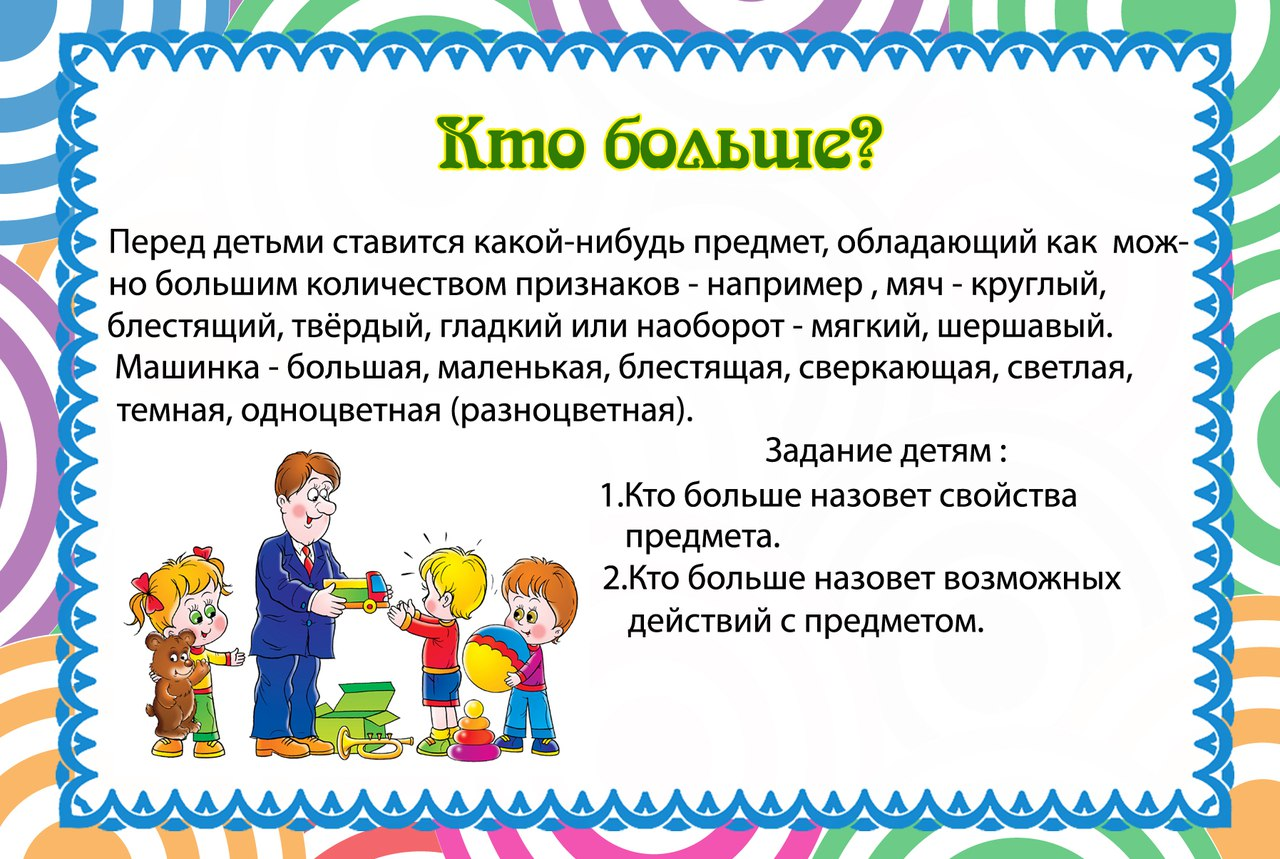 Кто больше?
Перед детьми ставится какой-нибудь предмет, обладающий как  мож-
но большим количеством признаков - например , мяч - круглый,
блестящий, твёрдый, гладкий или наоборот - мягкий, шершавый.
Машинка - большая, маленькая, блестящая, сверкающая, светлая,
темная, одноцветная (разноцветная).
Задание детям :
1.Кто больше назовет свойства
предмета.
2.Кто больше назовет возможных
действий с предметом.